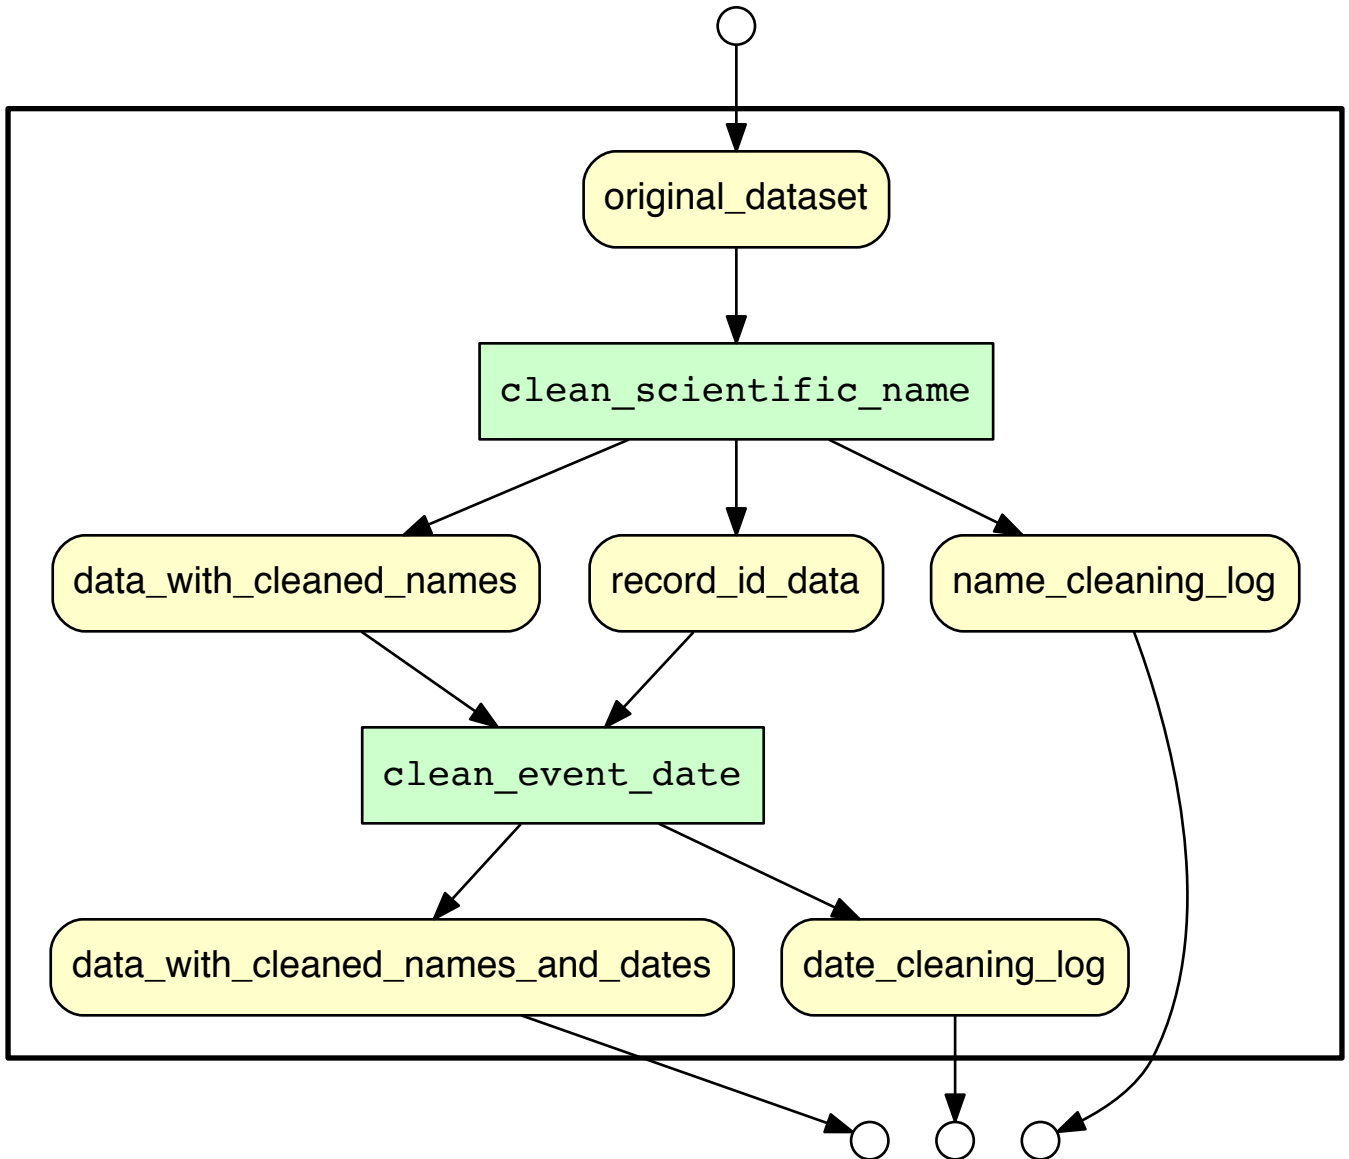 original_dataset
clean_scientific_name
data_with_cleaned_names
record_id_data
name_cleaning_log
clean_event_date
data_with_cleaned_names_and_dates
date_cleaning_log